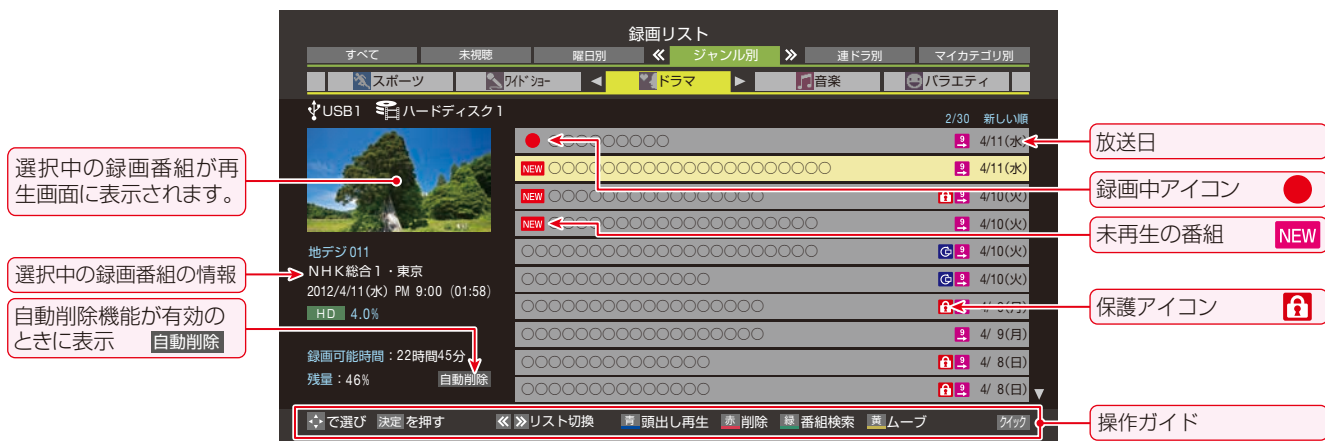 録画リスト
すべて 未視聴 曜日別 ≪ ジャンル別 ≫ 連ドラ別 マイカテゴリ別
スポーツ ワイドショー ◀ ドラマ ▶ 音楽 バラエティ
USB1 ハードディスク1
2/30 新しい順
○○○○○○○○○ 9 4/11(水)
NEW ○○○○○○○○○○○○○○○○○○○○○ 9 4/11(水)
NEW ○○○○○○○○○○○○○○○○ 9 4/10(火)
NEW ○○○○○○○○○○○○○○○○○○○○ 9 4/10(火)
○○○○○○○○○○○○○○○○○○○○○○ 9 4/10(火)
○○○○○○○○○○○○○○ 9 4/10(火)
○○○○○○○○○○○○○○○○○○ 9 4/ 9(月)
○○○○○○○○○○○○○○○○ 9 4/ 9(月)
○○○○○○○○○○○○○○ 9 4/ 8(日)
○○○○○○○○○○○○○○ 9 4/ 8(日)
▼
地デジ011
NHK総合1・東京
2012/4/11(水) PM 9:00 (01:58)
HD 4.0%
録画可能時間:22時間45分
残量:46% 自動削除
で選び 決定 を押す ≪ ≫ リスト切換 青 頭出し再生 赤 削除 緑 番組検索 黄 ムーブ クイック
選択中の録画番組が再
生画面に表示されます。
選択中の録画番組の情報
自動削除機能が有効の
ときに表示 自動削除
放送日
録画中アイコン
未再生の番組 NEW
保護アイコン
操作ガイド